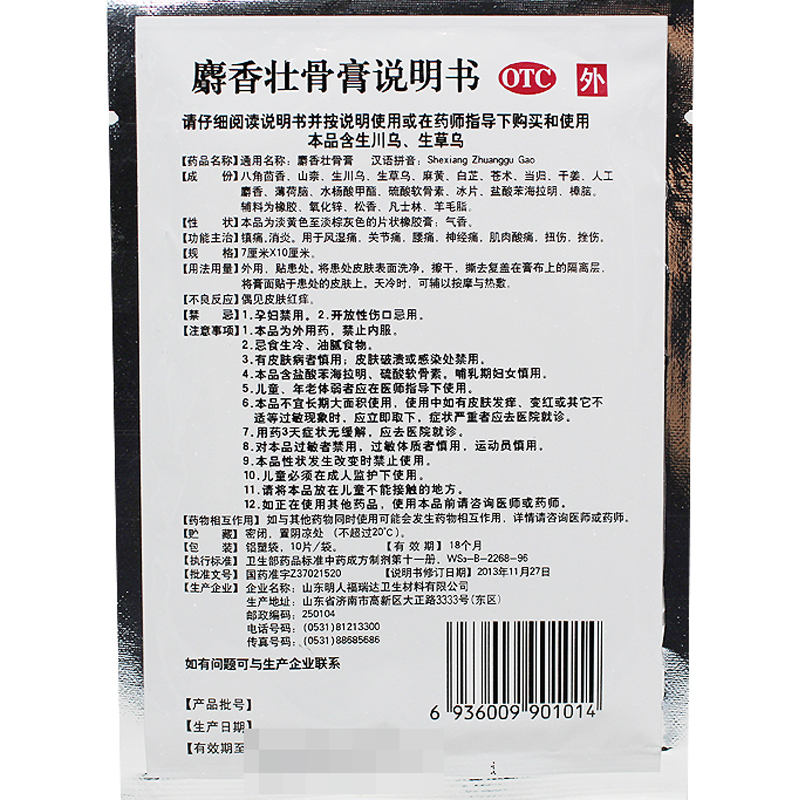 麝香壮骨膏说明书 OTC 外
请仔细阅读说明书并按说明使用或在药师指导下购买和使用
本品含生川乌、生草乌
【药品名称】通用名称：麝香壮骨膏 汉语拼音：Shexiang Zhuanggu Gao
【成 份】八角茴香、山柰、生川乌、生草乌、麻黄、白芷、苍术、当归、干姜、人工
麝香、薄荷脑、水杨酸甲酯、硫酸软骨素、冰片、盐酸苯海拉明、樟脑。
辅料为橡胶、氧化锌、松香、凡士林、羊毛脂。
【性 状】本品为淡黄色至淡棕灰色的片状橡胶膏；气香。
【功能主治】镇痛，消炎。用于风湿痛，关节痛，腰痛，神经痛，肌肉酸痛，扭伤，挫伤。
【规 格】7厘米X10厘米。
【用法用量】外用，贴患处。将患处皮肤表面洗净，擦干，撕去复盖在膏布上的隔离层，
将膏面贴于患处的皮肤上。天冷时，可辅以按摩与热敷。
【不良反应】偶见皮肤红痒。
【禁 忌】1.孕妇禁用。2.开放性伤口忌用。
【注意事项】1.本品为外用药，禁止内服。
2.忌食生冷、油腻食物。
3.有皮肤病者慎用；皮肤破溃或感染处禁用。
4.本品含盐酸苯海拉明、硫酸软骨素。哺乳期妇女慎用。
5.儿童、年老体弱者应在医师指导下使用。
6.本品不宜长期大面积使用，使用中如有皮肤发痒、变红或其它不
适等过敏现象时，应立即取下，症状严重者应去医院就诊。
7.用药3天症状无缓解，应去医院就诊。
8.对本品过敏者禁用，过敏体质者慎用，运动员慎用。
9.本品性状发生改变时禁止使用。
10.儿童必须在成人监护下使用。
11.请将本品放在儿童不能接触的地方。
12.如正在使用其他药品，使用本品前请咨询医师或药师。
【药物相互作用】如与其他药物同时使用可能会发生药物相互作用，详情请咨询医师或药师。
【贮 藏】密闭，置阴凉处（不超过20℃）。
【包 装】铝塑袋，10片/袋。 【有 效 期】18个月
【执行标准】卫生部药品标准中药成方制剂第十一册，WS₃-B-2268-96
【批准文号】国药准字Z37021520 【说明书修订日期】2013年11月27日
【生产企业】企业名称：山东明人福瑞达卫生材料有限公司
生产地址：山东省济南市高新区大正路3333号(东区)
邮政编码：250104
电话号码：(0531)81213300
传真号码：(0531)88685686
如有问题可与生产企业联系
【产品批号】
【生产日期】
【有效期至
6 936009 901014